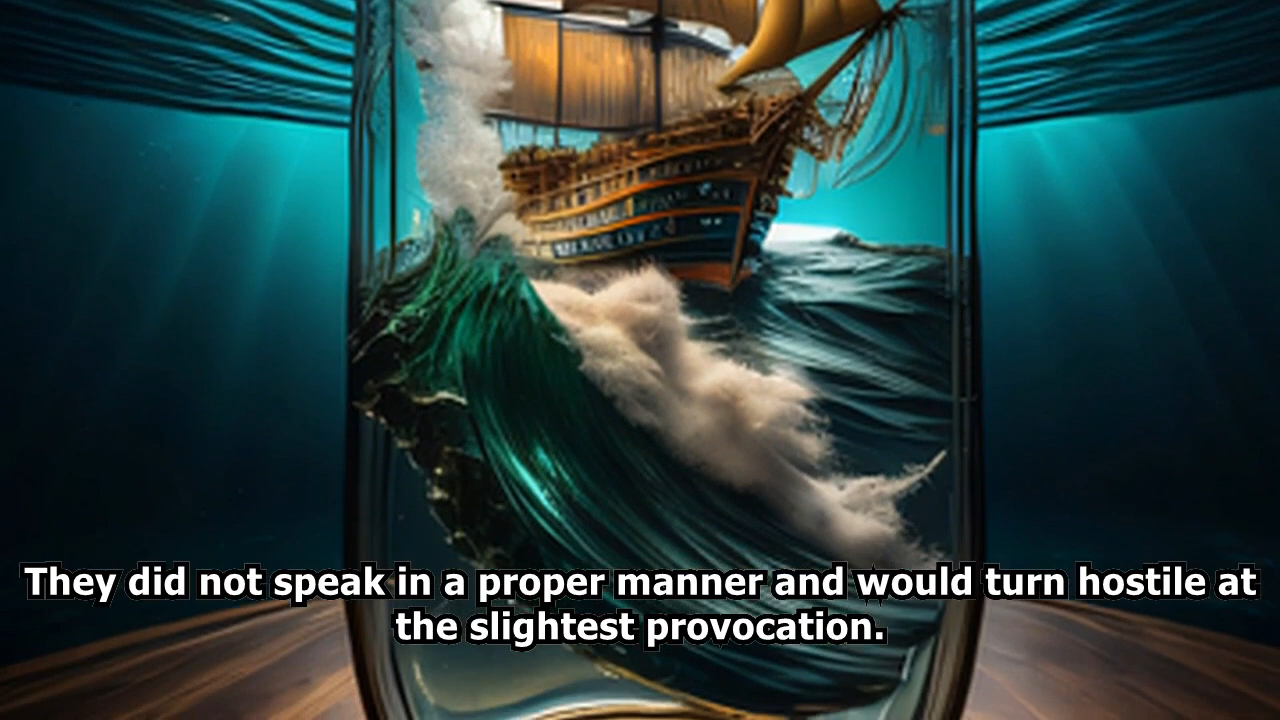 They did not speak in a proper manner and would turn hostile at
the slightest provocation.